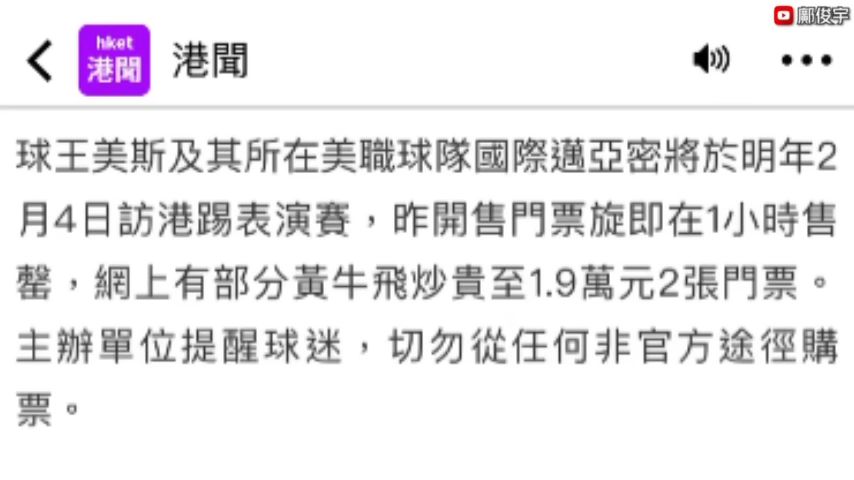 鄺俊宇
hket
港聞
港聞
球王美斯及其所在美職球隊國際邁亞密將於明年2
月4日訪港踢表演賽，昨開售門票旋即在1小時售
罄，網上有部分黃牛飛炒貴至1.9萬元2張門票。
主辦單位提醒球迷，切勿從任何非官方途徑購
票。